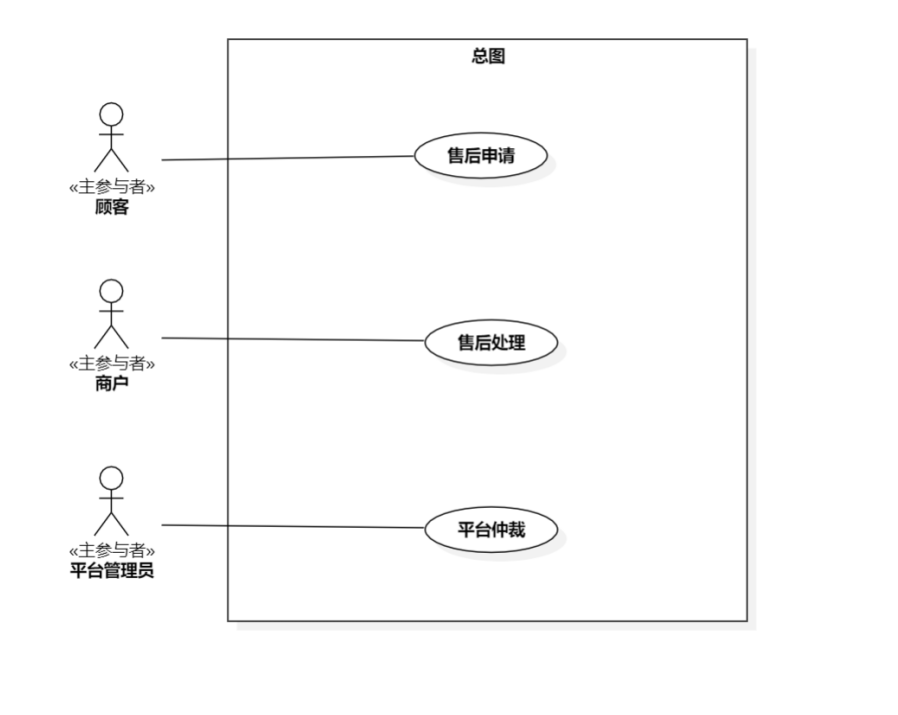 总图
售后申请
«主参与者»
顾客
售后处理
«主参与者»
商户
平台仲裁
«主参与者»
平台管理员